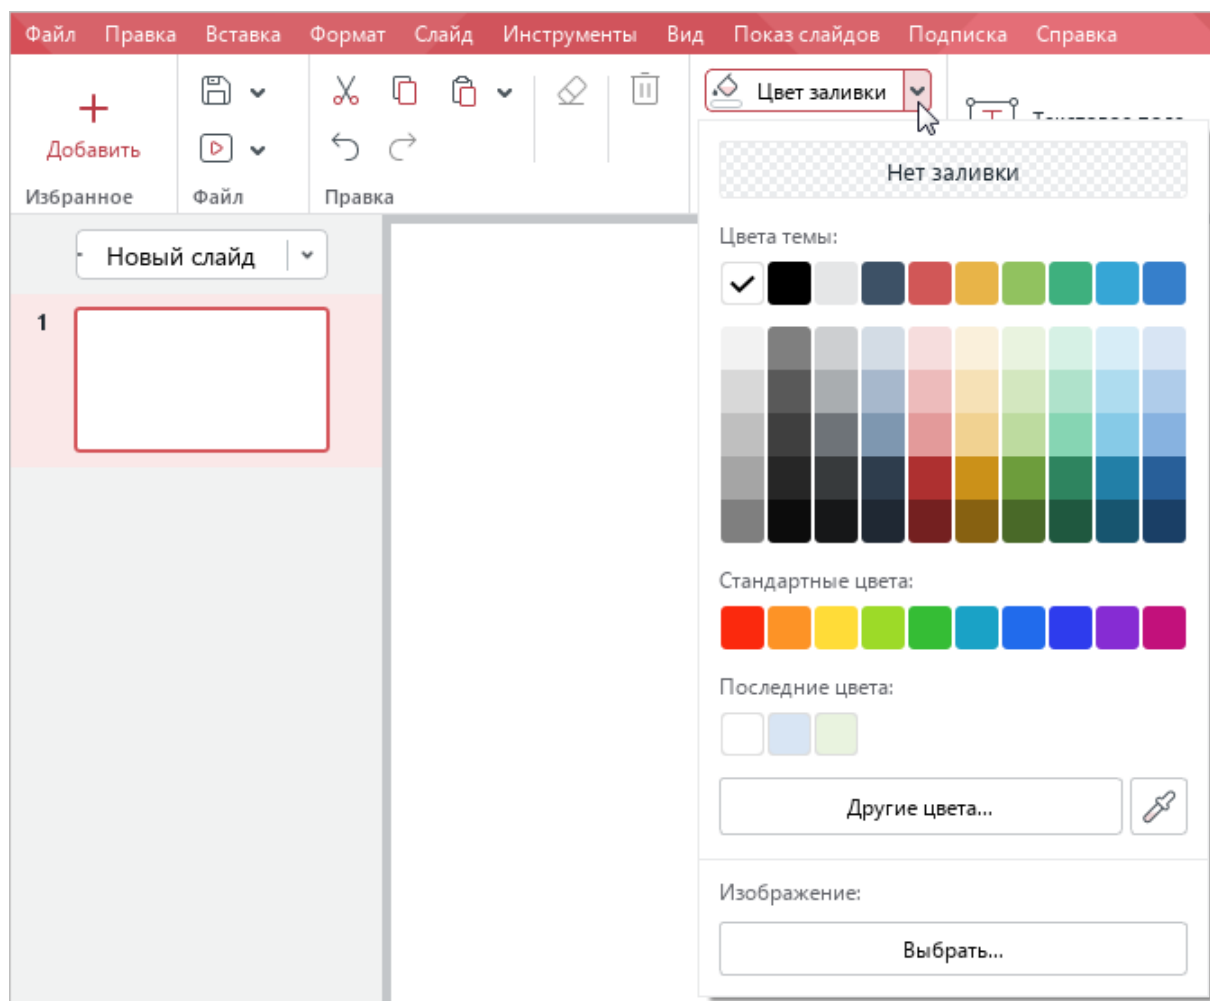 Файл Правка Вставка Формат Слайд Инструменты Вид Показ слайдов Подписка Справка
Цвет заливки
Добавить
Избранное Файл Правка
Новый слайд
1
Нет заливки
Цвета темы:
Стандартные цвета:
Последние цвета:
Другие цвета...
Изображение:
Выбрать...